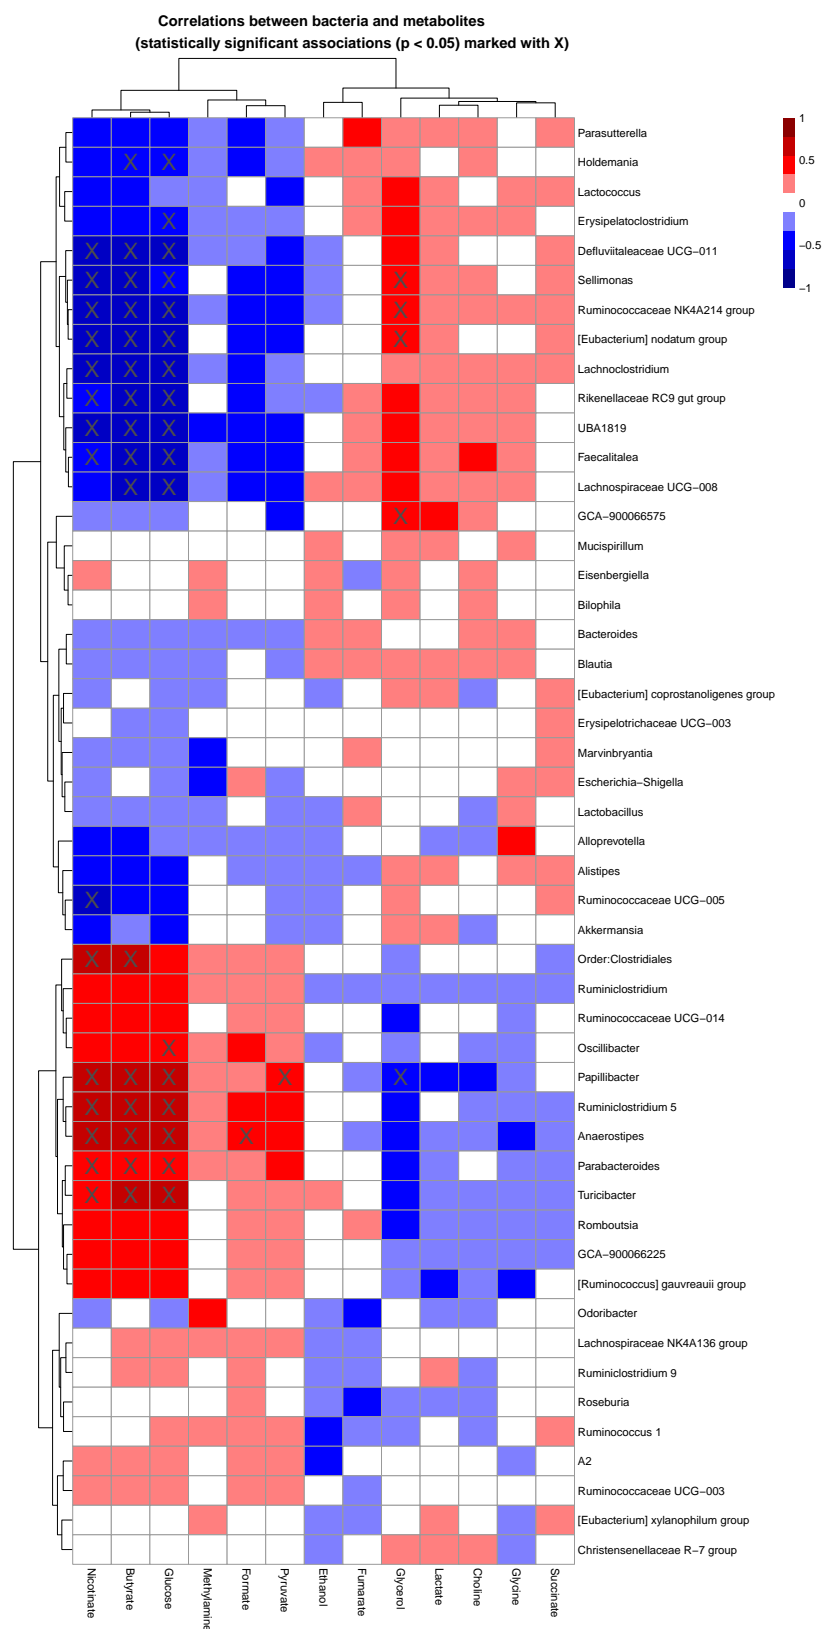 Correlations between bacteria and metabolites
(statistically significant associations (p < 0.05) marked with X)
1
0.5
0
−0.5
−1
Parasutterella
Holdemania
X X
Lactococcus
Erysipelatoclostridium
X
Defluviitaleaceae UCG−011
X X X
Sellimonas
X X X X
Ruminococcaceae NK4A214 group
X X X X
[Eubacterium] nodatum group
X X X X
Lachnoclostridium
X X X
Rikenellaceae RC9 gut group
X X X
UBA1819
X X X
Faecalitalea
X X X
Lachnospiraceae UCG−008
X X
GCA−900066575
X
Mucispirillum
Eisenbergiella
Bilophila
Bacteroides
Blautia
[Eubacterium] coprostanoligenes group
Erysipelotrichaceae UCG−003
Marvinbryantia
Escherichia−Shigella
Lactobacillus
Alloprevotella
Alistipes
Ruminococcaceae UCG−005
X
Akkermansia
Order:Clostridiales
X X
Ruminiclostridium
Ruminococcaceae UCG−014
Oscillibacter
X
Papillibacter
X X X X X
Ruminiclostridium 5
X X X
Anaerostipes
X X X X
Parabacteroides
X X X
Turicibacter
X X X
Romboutsia
GCA−900066225
[Ruminococcus] gauvreauii group
Odoribacter
Lachnospiraceae NK4A136 group
Ruminiclostridium 9
Roseburia
Ruminococcus 1
A2
Ruminococcaceae UCG−003
[Eubacterium] xylanophilum group
Christensenellaceae R−7 group
Nicotinate
Butyrate
Glucose
Methylamine
Formate
Pyruvate
Ethanol
Fumarate
Glycerol
Lactate
Choline
Glycine
Succinate